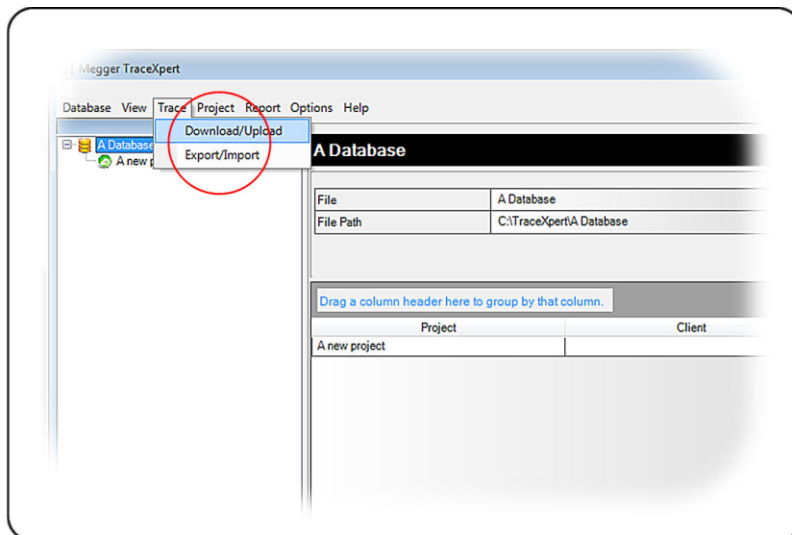 Megger TraceXpert
Database View Trace Project Report Options Help
Download/Upload
Export/Import
A Database
A new
A Database
File A Database
File Path C:\TraceXpert\A Database
Drag a column header here to group by that column.
Project Client
A new project